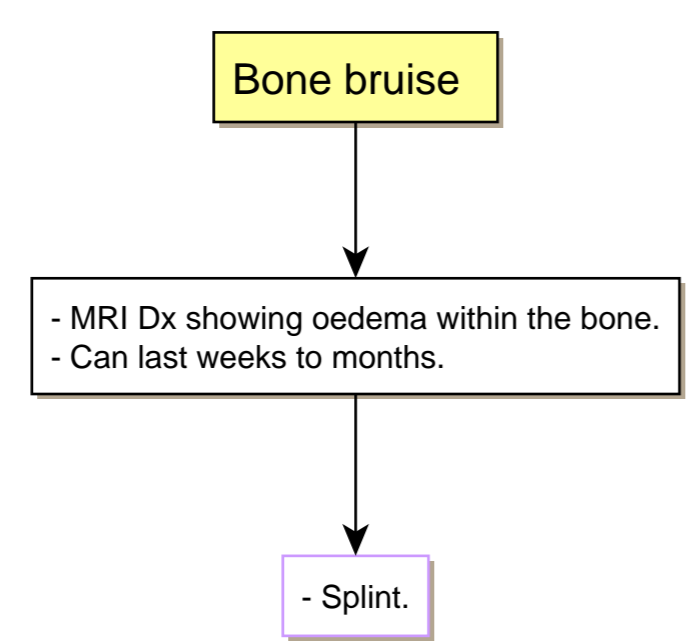 Bone bruise
- MRI Dx showing oedema within the bone.
- Can last weeks to months.
- Splint.